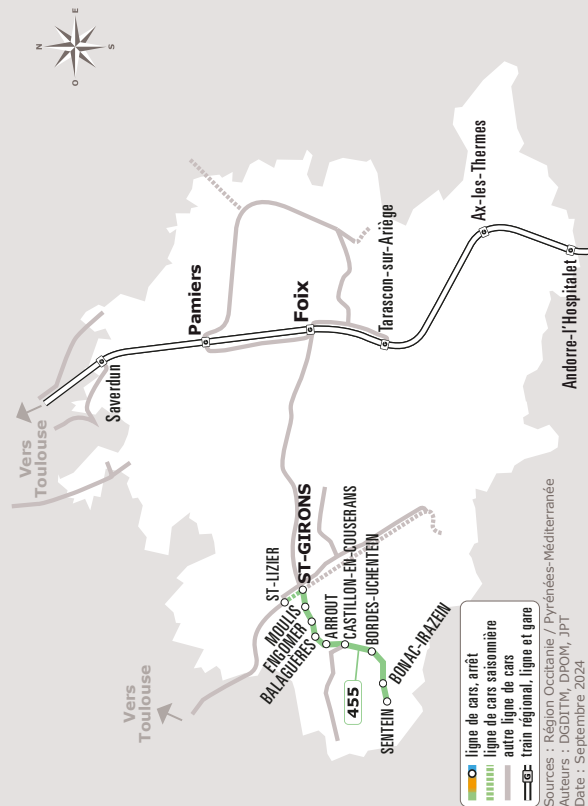 N
E
S
O
Vers
Toulouse
Saverdun
Pamiers
Foix
Tarascon-sur-Ariège
Ax-les-Thermes
Andorre-l'Hospitalet
Vers
Toulouse
ST-LIZIER
ST-GIRONS
MOULIS
ENGOMER
BALAGUÈRES
ARROUT
CASTILLON-EN-COUSERANS
BORDES-UCHENTEIN
BONAC-IRAZEIN
SENTEIN
455
ligne de cars, arrêt
ligne de cars saisonnière
autre ligne de cars
G train régional, ligne et gare
Sources : Région Occitanie / Pyrénées-Méditerranée
Auteurs : DGDITM, DPOM, JPT
Date : Septembre 2024